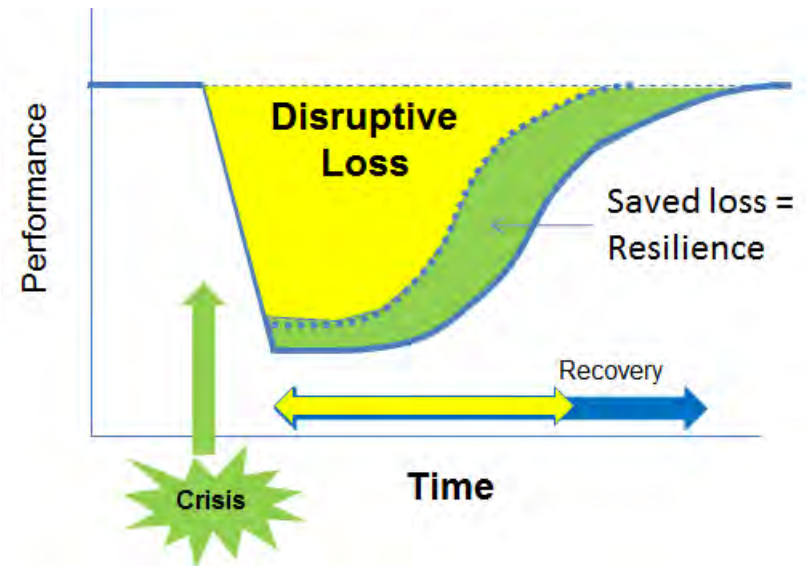 Disruptive
Loss
Performance
Saved loss =
Resilience
Recovery
Crisis
Time